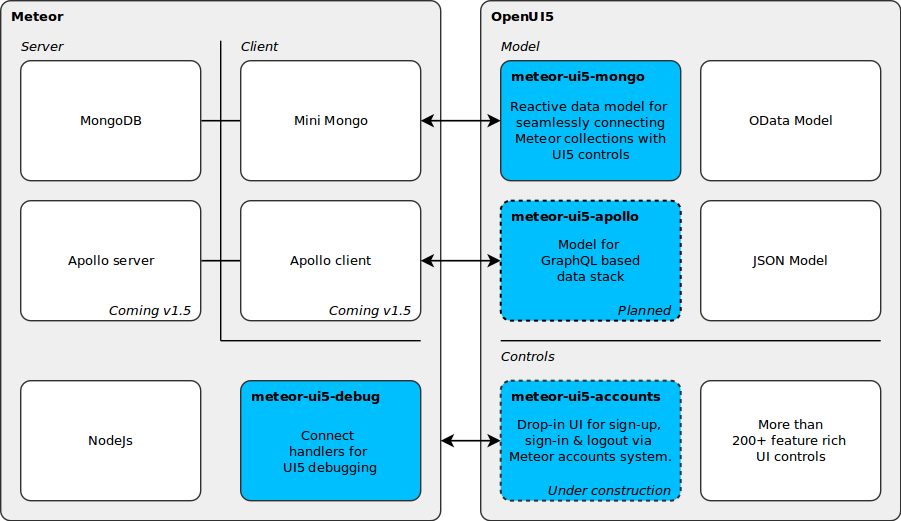 Meteor
Server
Client
MongoDB
Mini Mongo
Apollo server
Coming v1.5
Apollo client
Coming v1.5
NodeJs
meteor-ui5-debug
Connect
handlers for
UI5 debugging
OpenUI5
Model
meteor-ui5-mongo
Reactive data model for
seamlessly connecting
Meteor collections with
UI5 controls
OData Model
meteor-ui5-apollo
Model for
GraphQL based
data stack
Planned
JSON Model
Controls
meteor-ui5-accounts
Drop-in UI for sign-up,
sign-in & logout via
Meteor accounts system.
Under construction
More than
200+ feature rich
UI controls